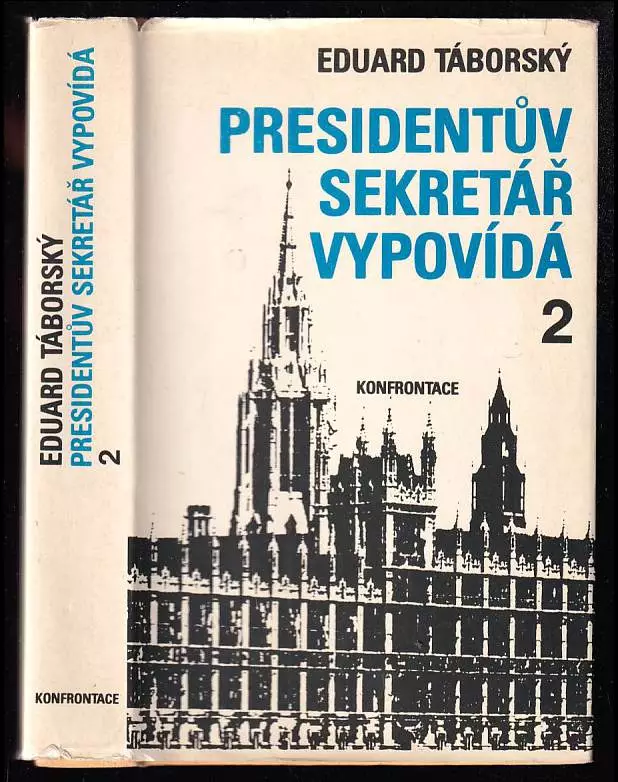 EDUARD TÁBORSKÝ
PRESIDENTŮV SEKRETÁŘ VYPOVÍDÁ
2
KONFRONTACE
EDUARD TÁBORSKÝ
PRESIDENTŮV
SEKRETÁŘ
VYPOVÍDÁ
2
KONFRONTACE